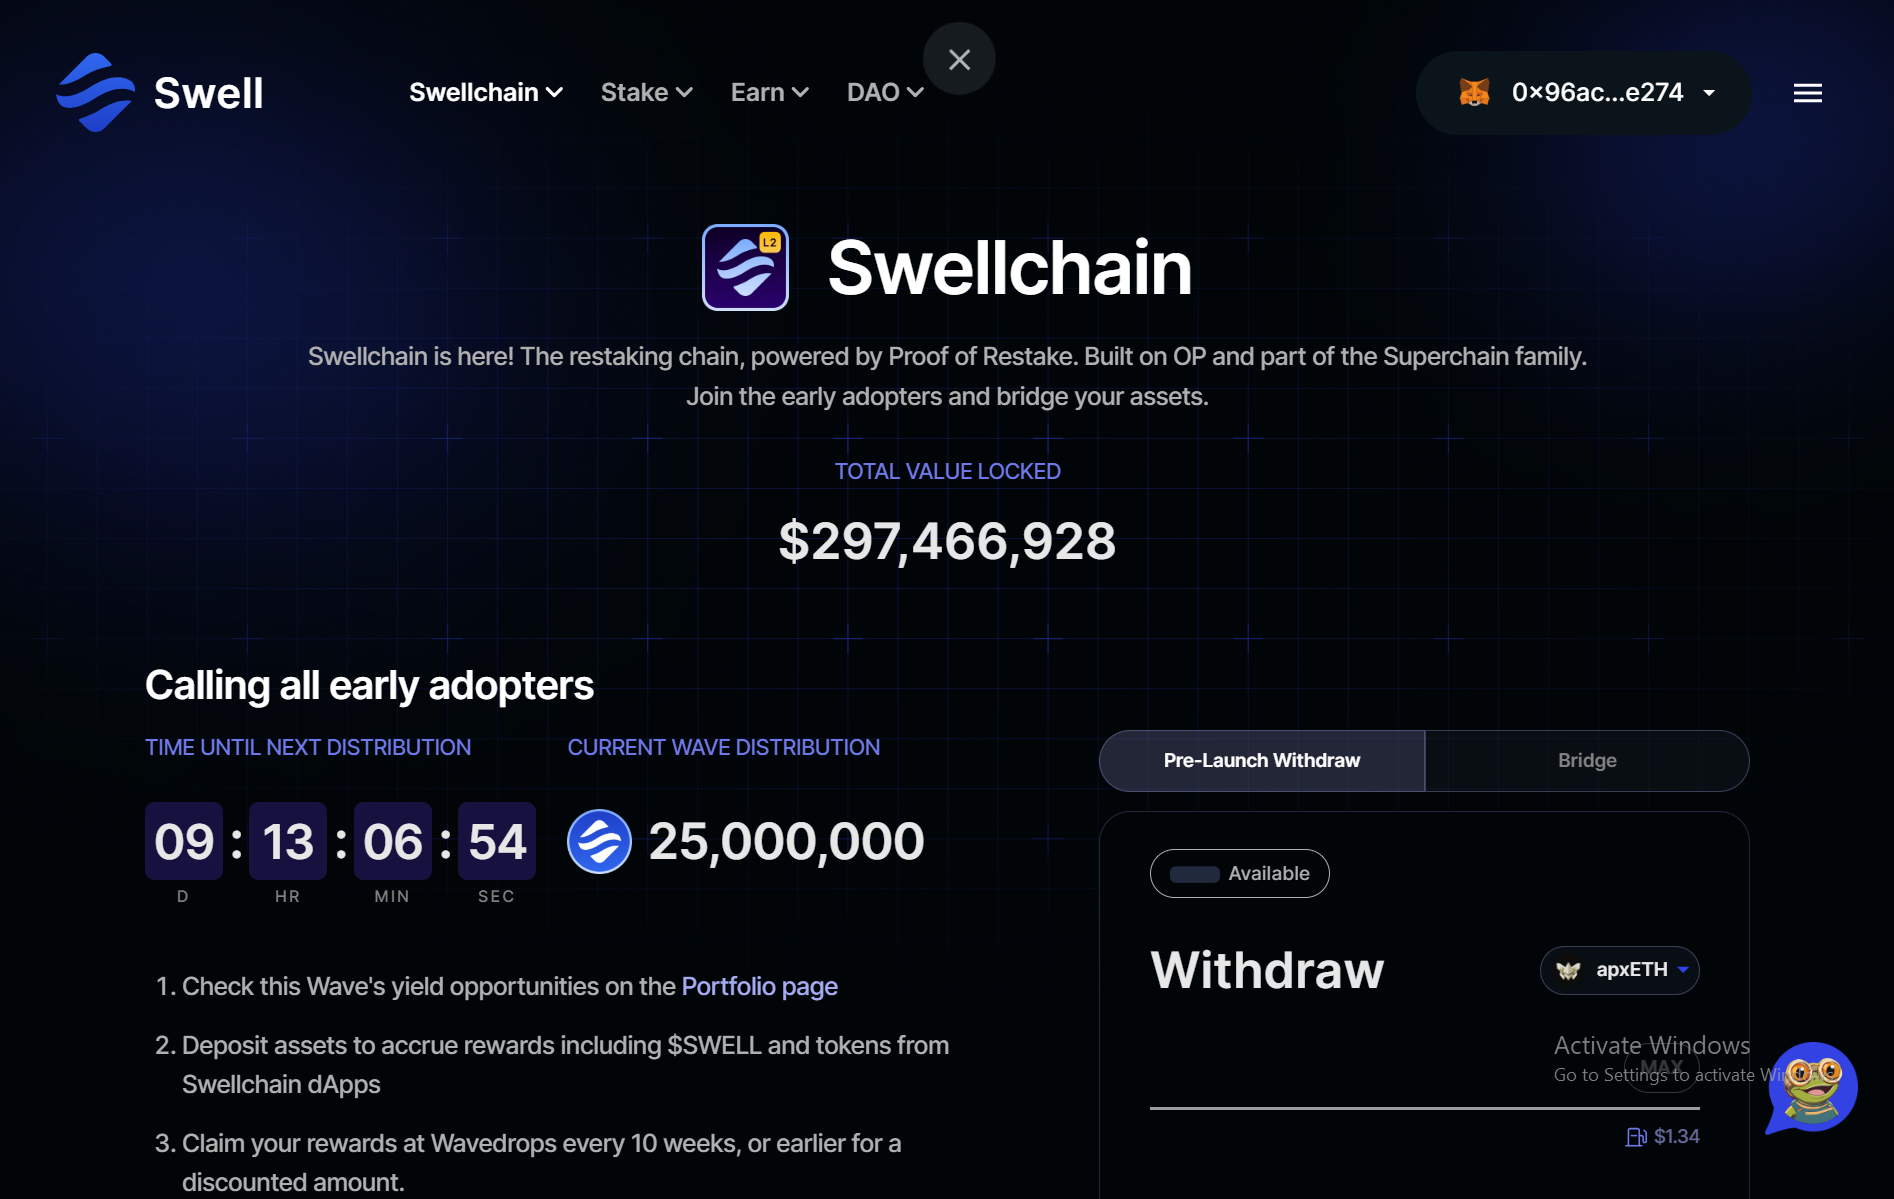 Swell
Swellchain
Stake
Earn
DAO
0×96ac...e274
L2
Swellchain
Swellchain is here! The restaking chain, powered by Proof of Restake. Built on OP and part of the Superchain family.
Join the early adopters and bridge your assets.
TOTAL VALUE LOCKED
$297,466,928
Calling all early adopters
TIME UNTIL NEXT DISTRIBUTION
CURRENT WAVE DISTRIBUTION
09 : 13 : 06 : 54
D HR MIN SEC
25,000,000
1. Check this Wave's yield opportunities on the Portfolio page
2. Deposit assets to accrue rewards including $SWELL and tokens from
Swellchain dApps
3. Claim your rewards at Wavedrops every 10 weeks, or earlier for a
discounted amount.
Pre-Launch Withdraw
Bridge
Available
Withdraw
apxETH
MAX
Activate Windows
Go to Settings to activate Windows.
$1.34